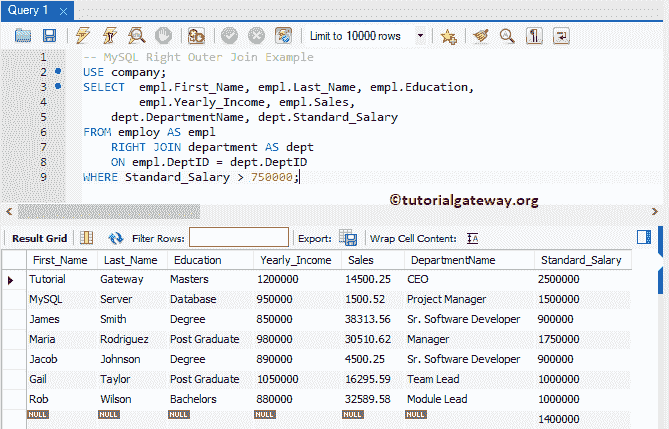 Query 1
Limit to 10000 rows
1 -- MySQL Right Outer Join Example
2 USE company;
3 SELECT empl.First_Name, empl.Last_Name, empl.Education,
4 empl.Yearly_Income, empl.Sales,
5 dept.DepartmentName, dept.Standard_Salary
6 FROM employ AS empl
7 RIGHT JOIN department AS dept
8 ON empl.DeptID = dept.DeptID
9 WHERE Standard_Salary > 750000;
©tutorialgateway.org
Result Grid Filter Rows: Export: Wrap Cell Content: IA
First_Name Last_Name Education Yearly_Income Sales DepartmentName Standard_Salary
Tutorial Gateway Masters 1200000 14500.25 CEO 2500000
MySQL Server Database 950000 1500.52 Project Manager 1500000
James Smith Degree 850000 38313.56 Sr. Software Developer 900000
Maria Rodriguez Post Graduate 980000 30510.62 Manager 1750000
Jacob Johnson Degree 890000 4500.25 Sr. Software Developer 900000
Gail Taylor Post Graduate 1050000 16295.59 Team Lead 1000000
Rob Wilson Bachelors 880000 32589.58 Module Lead 1000000
NULL NULL NULL NULL NULL NULL 1400000